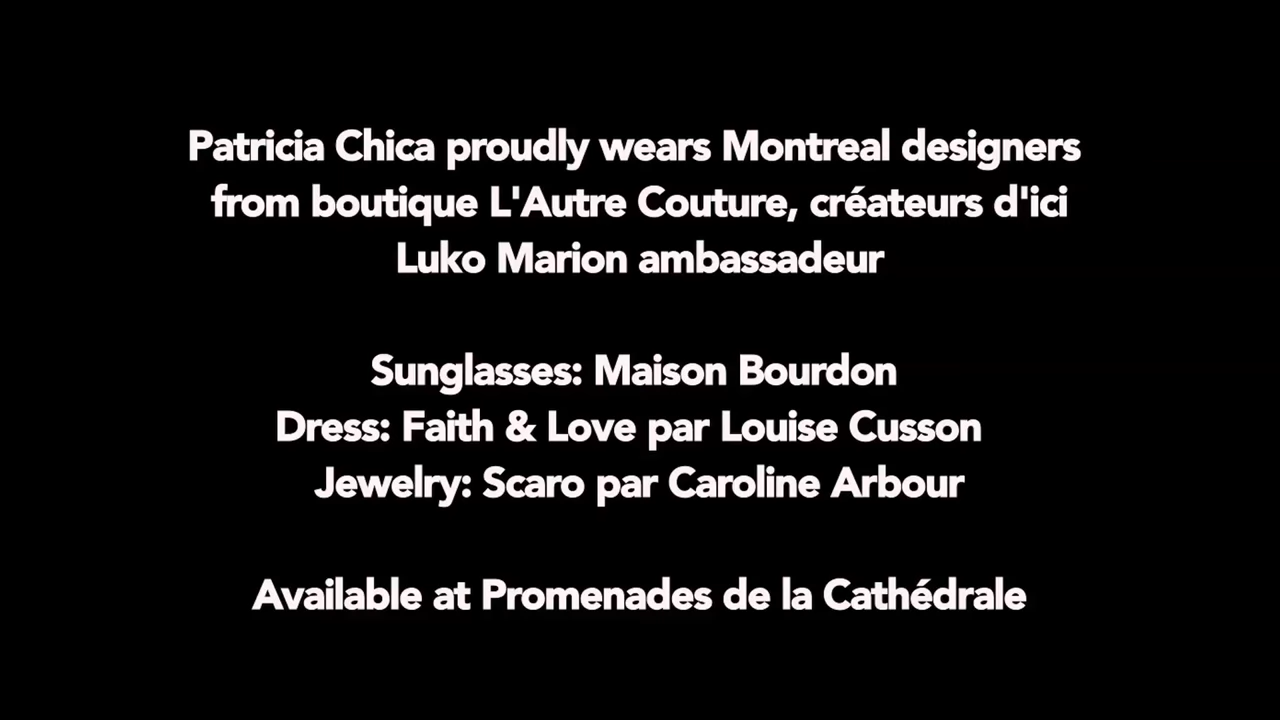 Patricia Chica proudly wears Montreal designers
from boutique L'Autre Couture, créateurs d'ici
Luko Marion ambassadeur
Sunglasses: Maison Bourdon
Dress: Faith & Love par Louise Cusson
Jewelry: Scaro par Caroline Arbour
Available at Promenades de la Cathédrale